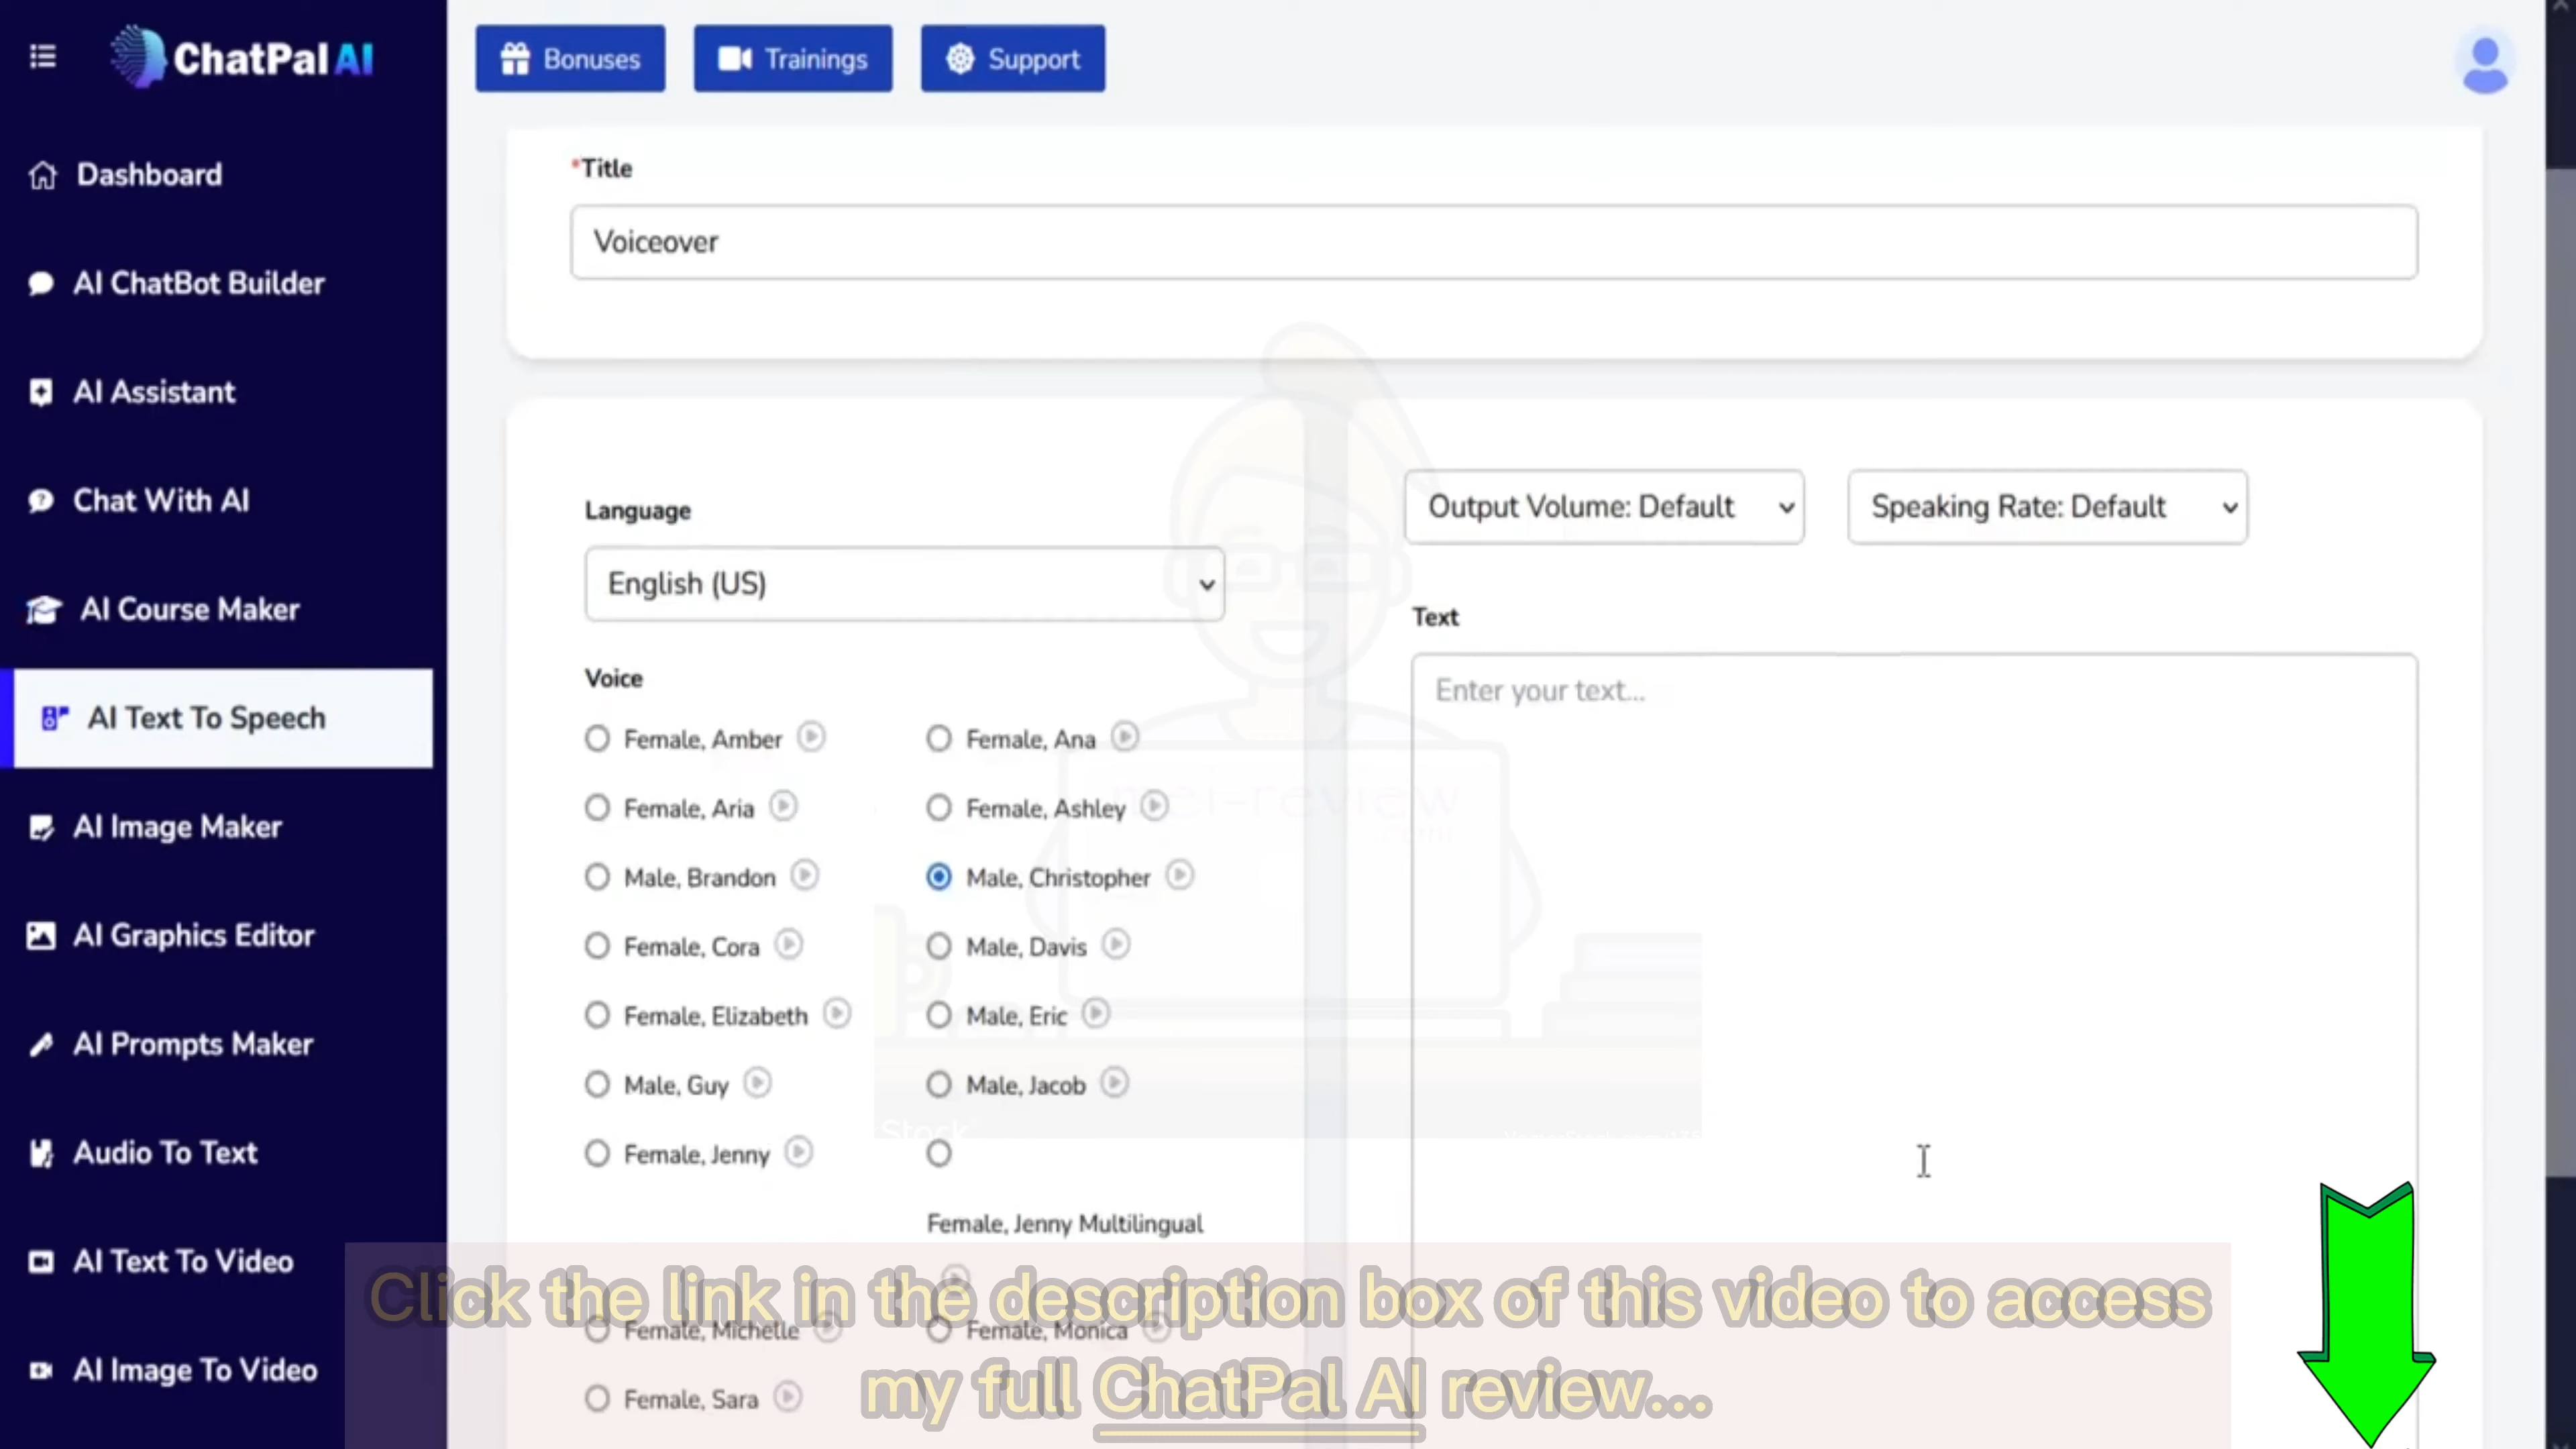 ChatPal AI
Bonuses
Trainings
Support
Dashboard
AI ChatBot Builder
AI Assistant
Chat With AI
AI Course Maker
AI Text To Speech
AI Image Maker
AI Graphics Editor
AI Prompts Maker
Audio To Text
AI Text To Video
AI Image To Video
*Title
Voiceover
Language
English (US)
Voice
Female, Amber
Female, Ana
Female, Aria
Female, Ashley
Male, Brandon
Male, Christopher
Female, Cora
Male, Davis
Female, Elizabeth
Male, Eric
Male, Guy
Male, Jacob
Female, Jenny
Female, Jenny Multilingual
Female, Michelle
Female, Monica
Female, Sara
Output Volume: Default
Speaking Rate: Default
Text
Enter your text...
Stock
Click the link in the description box of this video to access
my full ChatPal AI review...